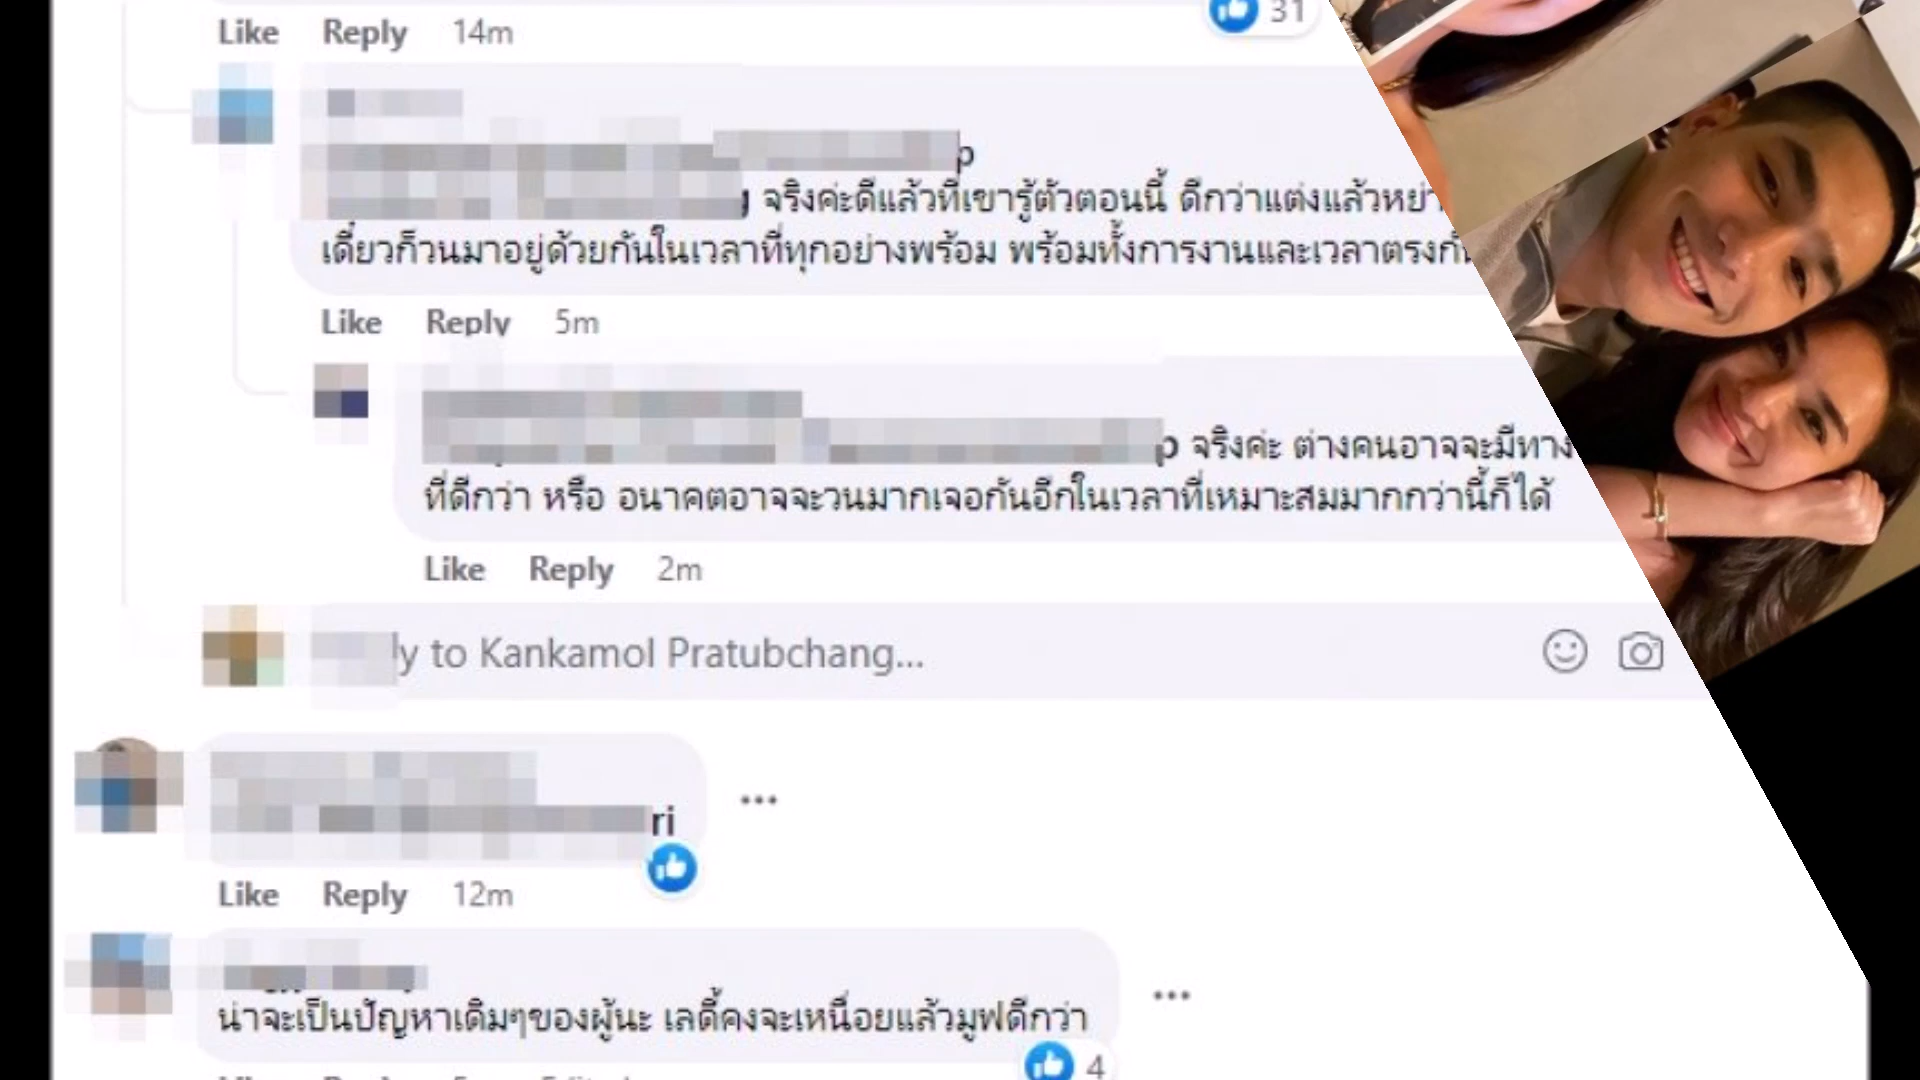 31
Like Reply 14m
p
จริงค่ะดีแล้วที่เขารู้ตัวตอนนี้ ดีกว่าแต่งแล้วหย่า
เดี๋ยวก็วนมาอยู่ด้วยกันในเวลาที่ทุกอย่างพร้อม พร้อมทั้งการงานและเวลาตรงกั
Like Reply 5m
p จริงค่ะ ต่างคนอาจจะมีทาง
ที่ดีกว่า หรือ อนาคตอาจจะวนมากเจอกันอีกในเวลาที่เหมาะสมมากกว่านี้ก็ได้
Like Reply 2m
ly to Kankamol Pratubchang...
ri
Like Reply 12m
น่าจะเป็นปัญหาเดิมๆของผู้นะ เลดี้คงจะเหนื่อยแล้วมูฟดีกว่า
4